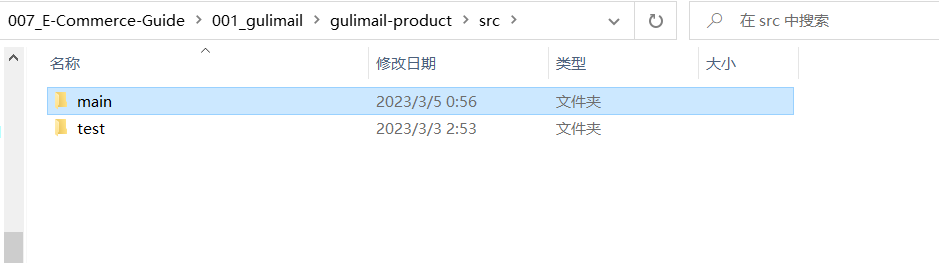 007_E-Commerce-Guide > 001_gulimail > gulimail-product > src > 在 src 中搜索
名称 修改日期 类型 大小
main 2023/3/5 0:56 文件夹
test 2023/3/3 2:53 文件夹